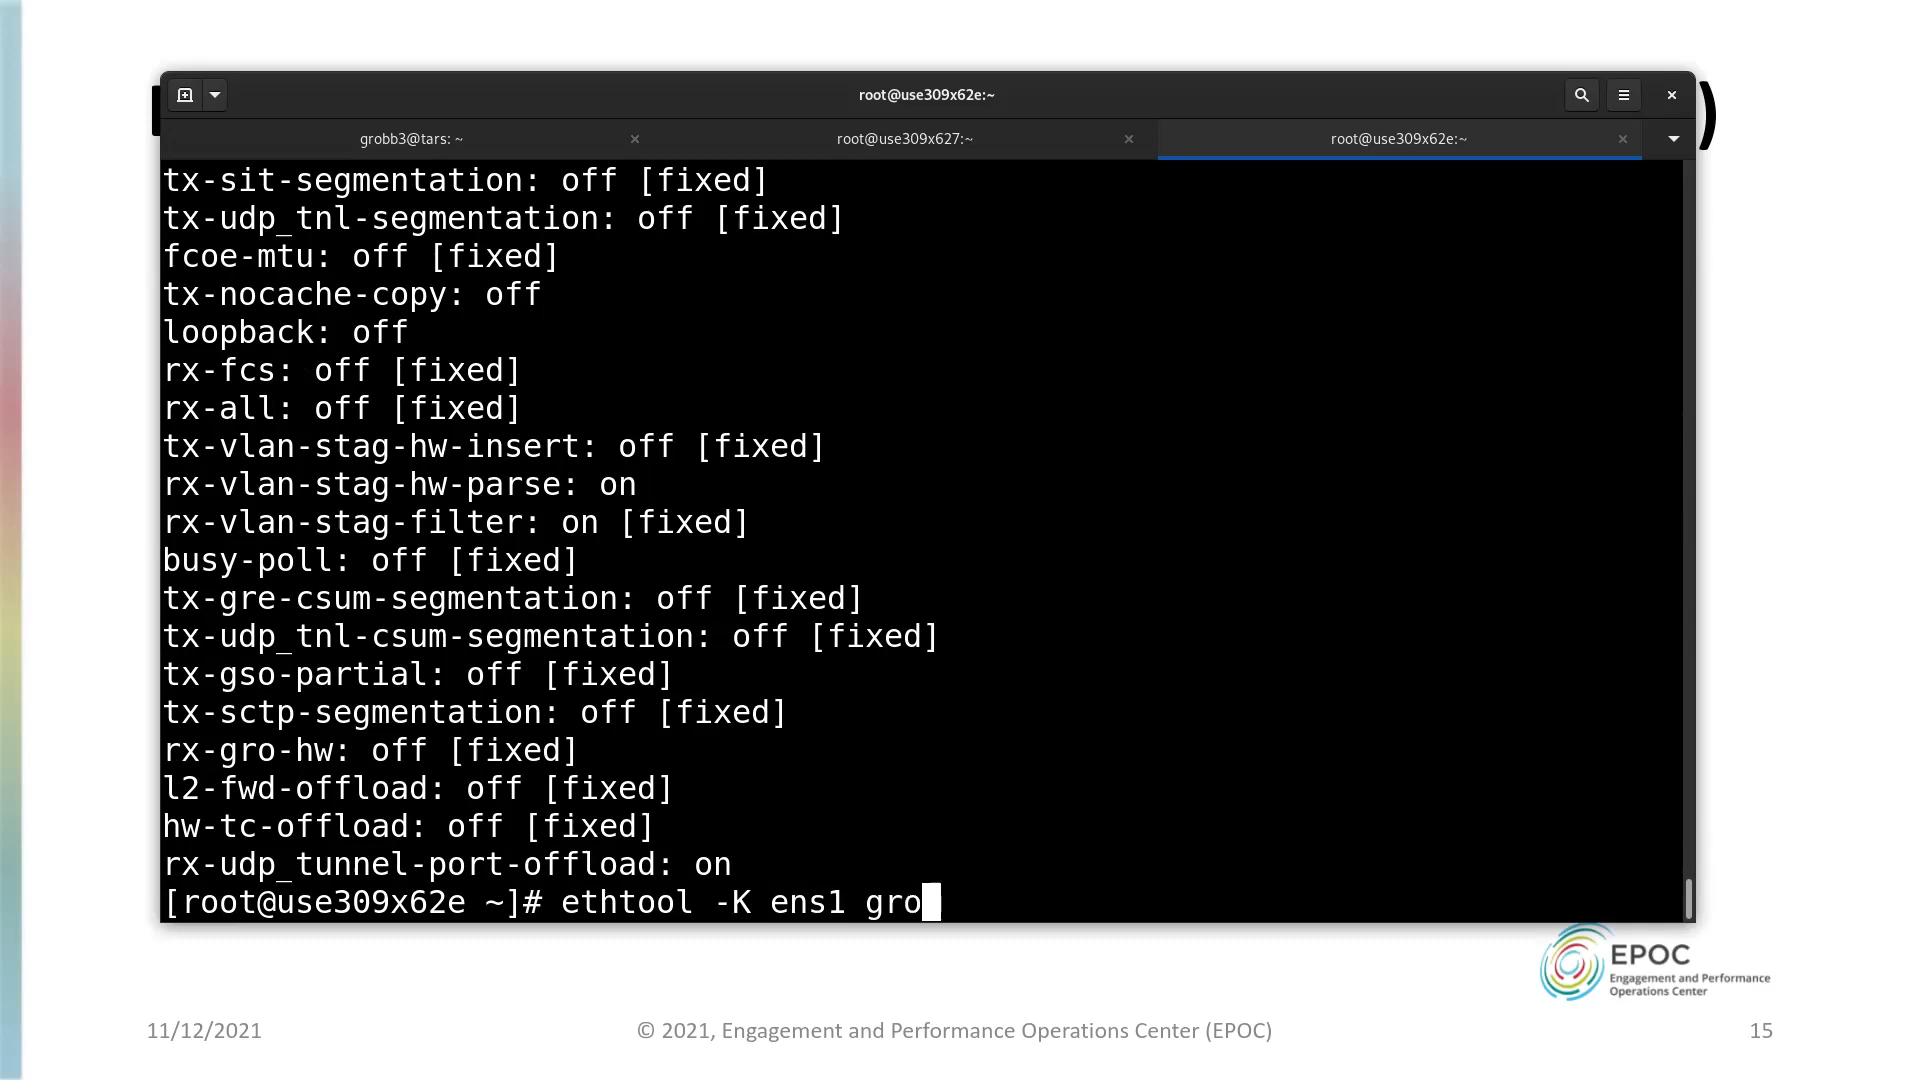 root@use309x62e:~
grobb3@tars: ~
root@use309x627:~
root@use309x62e:~
tx-sit-segmentation: off [fixed]
tx-udp_tnl-segmentation: off [fixed]
fcoe-mtu: off [fixed]
tx-nocache-copy: off
loopback: off
rx-fcs: off [fixed]
rx-all: off [fixed]
tx-vlan-stag-hw-insert: off [fixed]
rx-vlan-stag-hw-parse: on
rx-vlan-stag-filter: on [fixed]
busy-poll: off [fixed]
tx-gre-csum-segmentation: off [fixed]
tx-udp_tnl-csum-segmentation: off [fixed]
tx-gso-partial: off [fixed]
tx-sctp-segmentation: off [fixed]
rx-gro-hw: off [fixed]
l2-fwd-offload: off [fixed]
hw-tc-offload: off [fixed]
rx-udp_tunnel-port-offload: on
[root@use309x62e ~]# ethtool -K ens1 gro
EPOC
Engagement and Performance
Operations Center
11/12/2021
© 2021, Engagement and Performance Operations Center (EPOC)
15